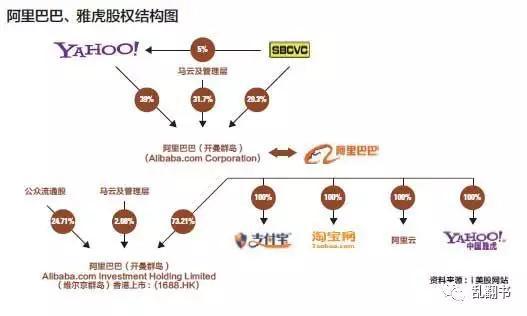 阿里巴巴、雅虎股权结构图
YAHOO!
5%
SBCVC
马云及管理层
39%
31.7%
29.3%
阿里巴巴（开曼群岛）
(Alibaba.com Corporation)
阿里巴巴
公众流通股
马云及管理层
24.71%
2.08%
73.21%
100%
100%
100%
100%
支付宝
淘宝网
Taobao.com
阿里云
YAHOO!
中国雅虎
阿里巴巴（开曼群岛）
Alibaba.com Investment Holding Limited
（维尔京群岛）香港上市：（1688.HK）
资料来源：i美股网站
乱翻书